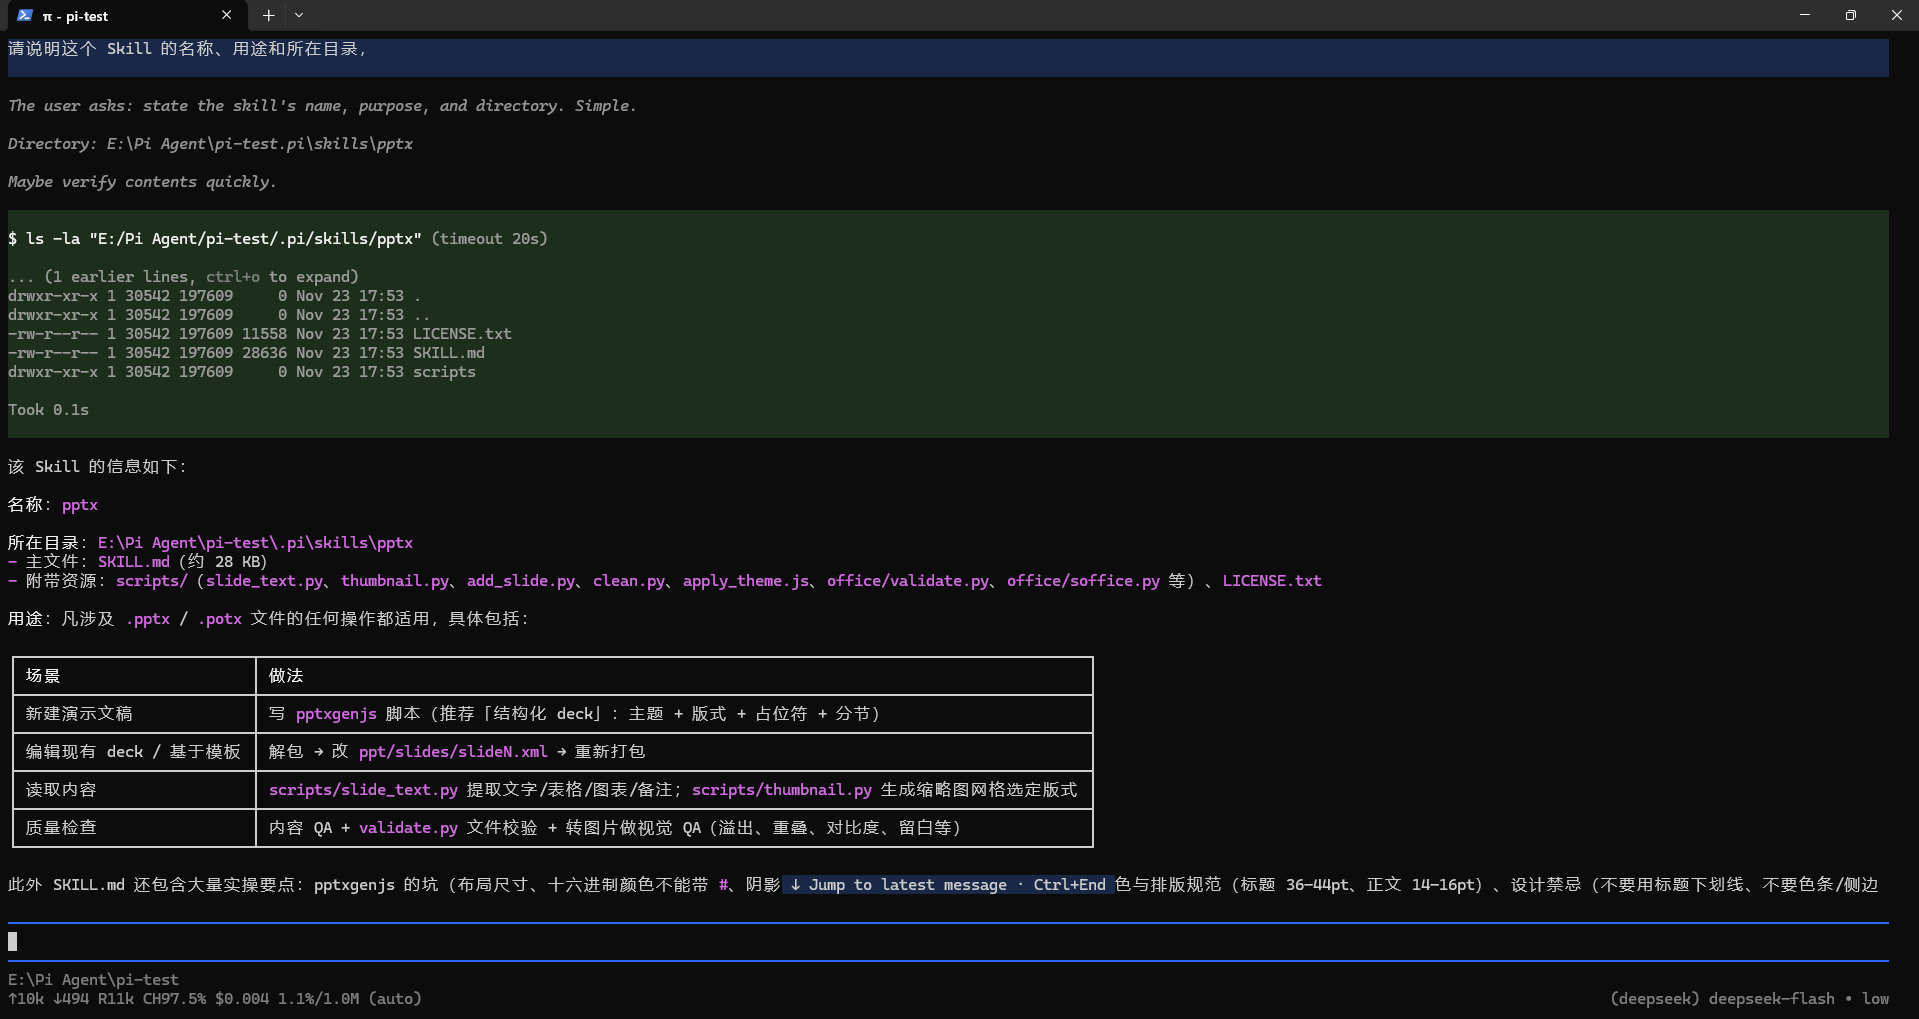 π - pi-test
请说明这个 Skill 的名称、用途和所在目录,
The user asks: state the skill's name, purpose, and directory. Simple.
Directory: E:\Pi Agent\pi-test.pi\skills\pptx
Maybe verify contents quickly.
$ ls -la "E:/Pi Agent/pi-test/.pi/skills/pptx" (timeout 20s)
... (1 earlier lines, ctrl+o to expand)
drwxr-xr-x 1 30542 197609     0 Nov 23 17:53 .
drwxr-xr-x 1 30542 197609     0 Nov 23 17:53 ..
-rw-r--r-- 1 30542 197609 11558 Nov 23 17:53 LICENSE.txt
-rw-r--r-- 1 30542 197609 28636 Nov 23 17:53 SKILL.md
drwxr-xr-x 1 30542 197609     0 Nov 23 17:53 scripts
Took 0.1s
该 Skill 的信息如下：
名称：pptx
所在目录：E:\Pi Agent\pi-test\.pi\skills\pptx
- 主文件：SKILL.md（约 28 KB）
- 附带资源：scripts/（slide_text.py、thumbnail.py、add_slide.py、clean.py、apply_theme.js、office/validate.py、office/soffice.py 等）、LICENSE.txt
用途：凡涉及 .pptx / .potx 文件的任何操作都适用，具体包括：
场景 做法
新建演示文稿 写 pptxgenjs 脚本（推荐「结构化 deck」：主题 + 版式 + 占位符 + 分节）
编辑现有 deck / 基于模板 解包 → 改 ppt/slides/slideN.xml → 重新打包
读取内容 scripts/slide_text.py 提取文字/表格/图表/备注；scripts/thumbnail.py 生成缩略图网格选定版式
质量检查 内容 QA + validate.py 文件校验 + 转图片做视觉 QA（溢出、重叠、对比度、留白等）
此外 SKILL.md 还包含大量实操要点：pptxgenjs 的坑（布局尺寸、十六进制颜色不能带 #、阴影 ↓ Jump to latest message · Ctrl+End 色与排版规范（标题 36-44pt、正文 14-16pt）、设计禁忌（不要用标题下划线、不要色条/侧边
E:\Pi Agent\pi-test
↑10k ↓494 R11k CH97.5% $0.004 1.1%/1.0M (auto) (deepseek) deepseek-flash • low